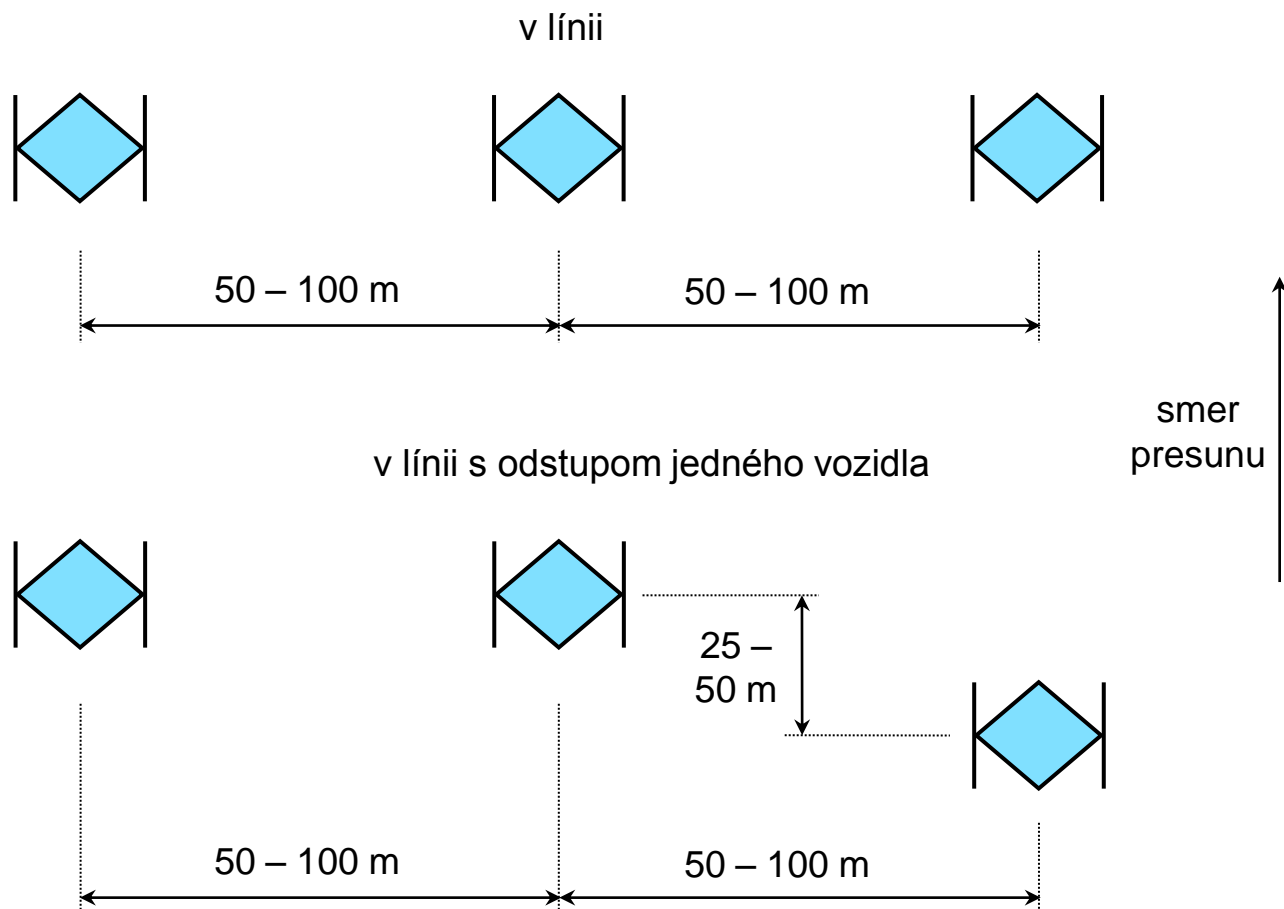 v línii
50 – 100 m
50 – 100 m
smer
presunu
v línii s odstupom jedného vozidla
25 –
50 m
50 – 100 m
50 – 100 m